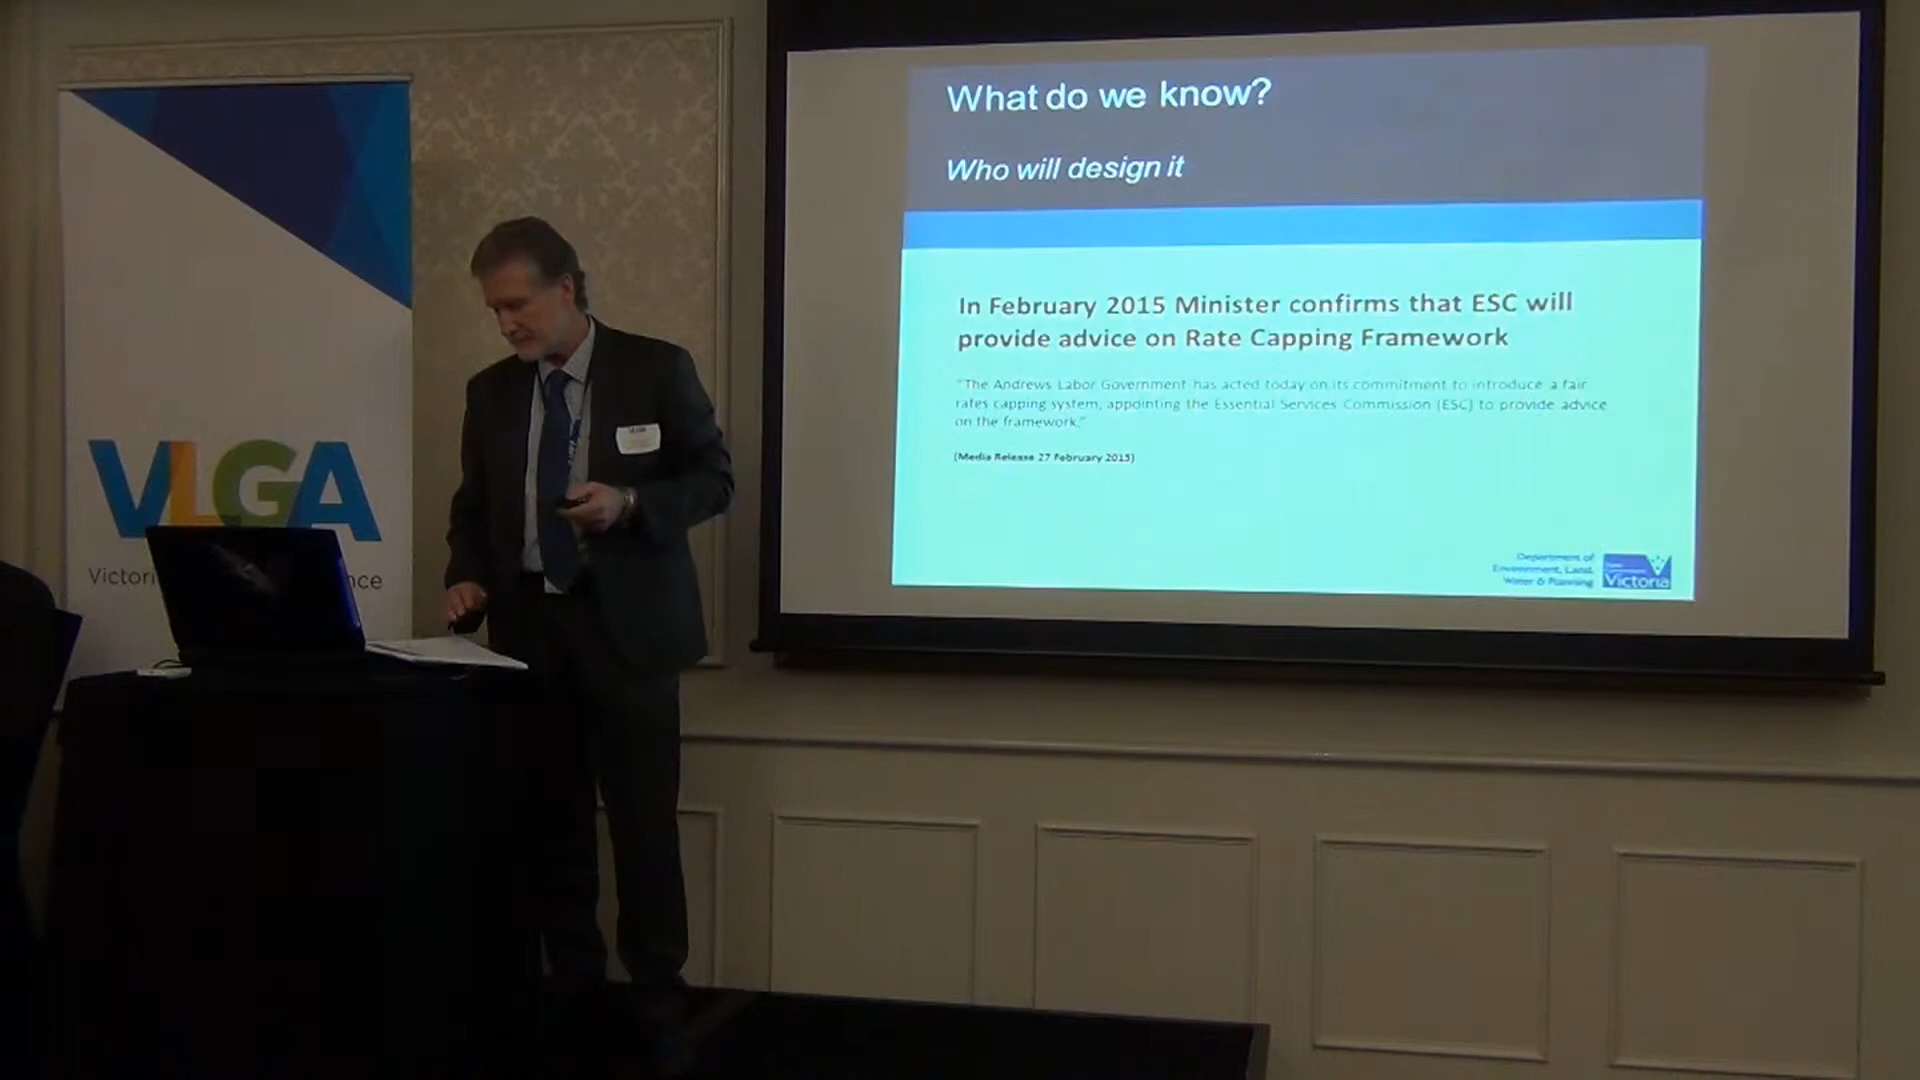 What do we know?
Who will design it
In February 2015 Minister confirms that ESC will
provide advice on Rate Capping Framework
"The Andrews Labor Government has acted today on its commitment to introduce a fair
rates capping system, appointing the Essential Services Commission (ESC) to provide advice
on the framework."
(Media Release 27 February 2015)
Department of
Environment, Land,
Water & Planning
Victoria
VLGA
Victori nce